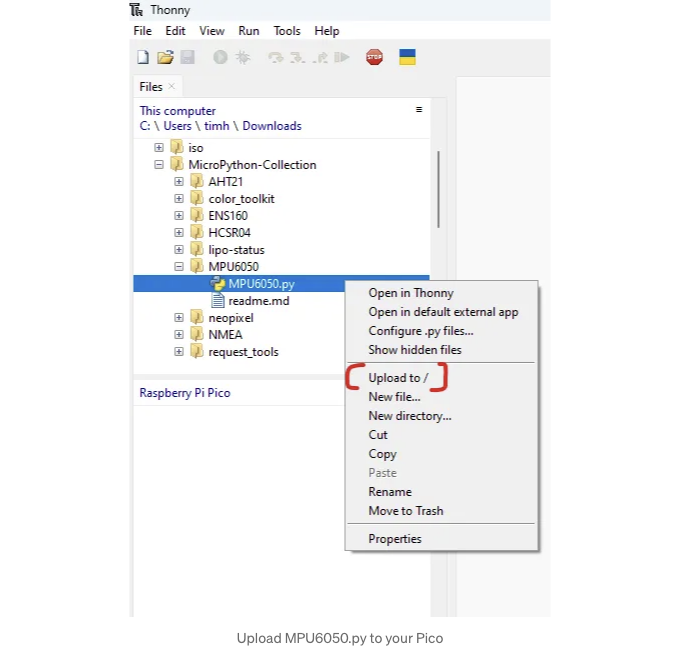 Thonny
File Edit View Run Tools Help
STOP
Files ×
This computer
C: \ Users \ timh \ Downloads
iso
MicroPython-Collection
AHT21
color_toolkit
ENS160
HCSR04
lipo-status
MPU6050
MPU6050.py
readme.md
neopixel
NMEA
request_tools
Raspberry Pi Pico
Open in Thonny
Open in default external app
Configure .py files...
Show hidden files
Upload to /
New file...
New directory...
Cut
Copy
Paste
Rename
Move to Trash
Properties
Upload MPU6050.py to your Pico